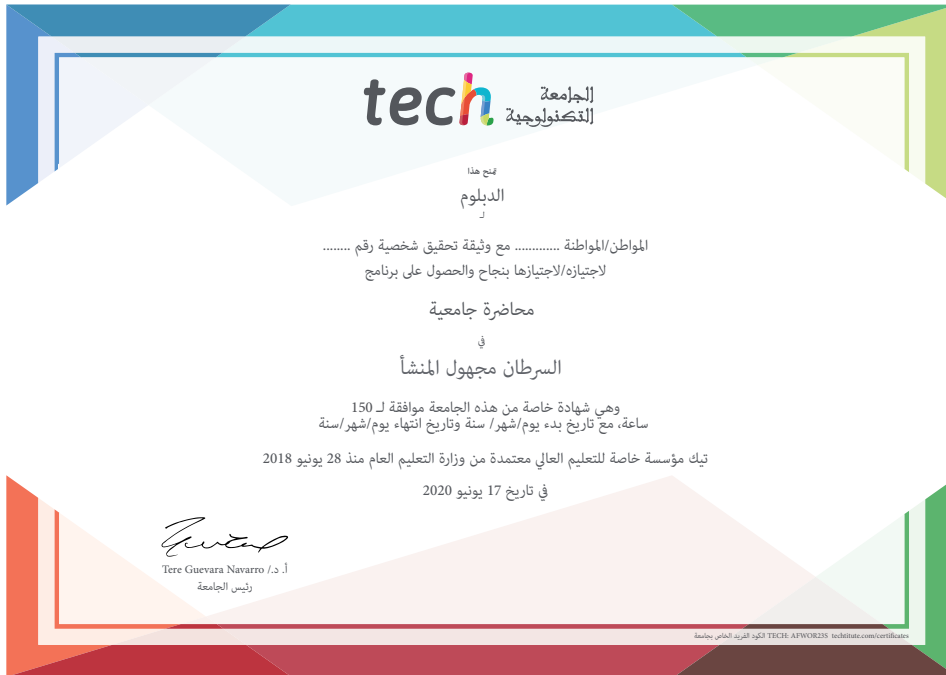 tech الجامعة
التكنولوجية
يمنح هذا
الدبلوم
لـ
المواطن/المواطنة ............ مع وثيقة تحقيق شخصية رقم ........
لاجتيازه/لاجتيازها بنجاح والحصول على برنامج
محاضرة جامعية
في
السرطان مجهول المنشأ
وهي شهادة خاصة من هذه الجامعة موافقة لـ 150
ساعة، مع تاريخ بدء يوم/شهر/ سنة وتاريخ انتهاء يوم/شهر/سنة
تيك مؤسسة خاصة للتعليم العالي معتمدة من وزارة التعليم العام منذ 28 يونيو 2018
في تاريخ 17 يونيو 2020
أ. د./ Tere Guevara Navarro
رئيس الجامعة
الكود الفريد الخاص بجامعة TECH: AFWOR23S techtitute.com/certificates